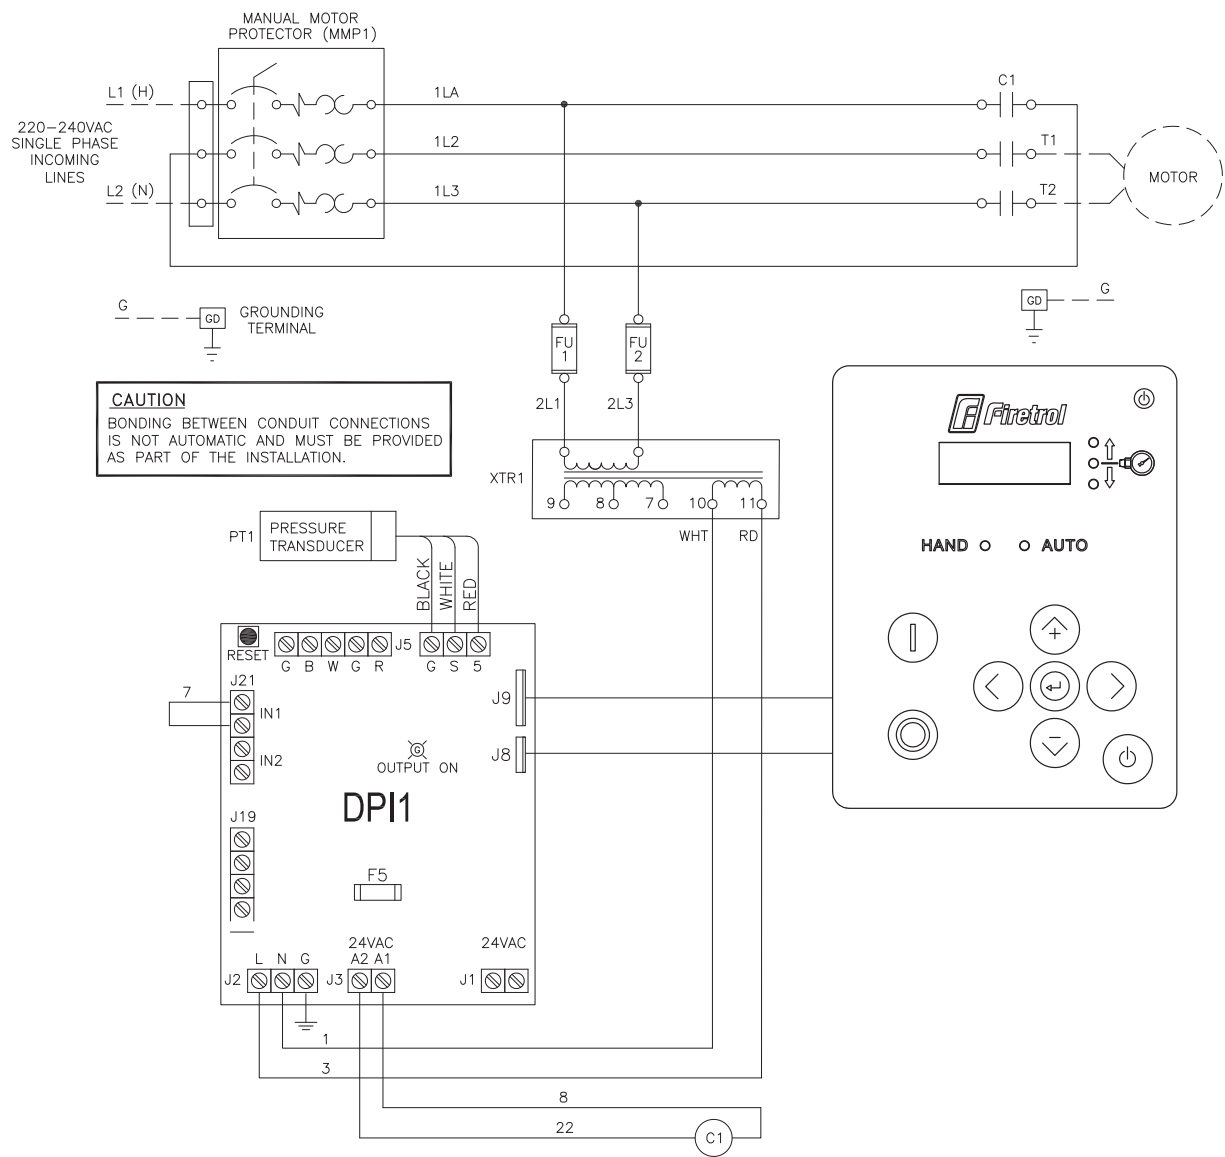 MANUAL MOTOR
PROTECTOR (MMP1)
L1 (H)
1LA
C1
220-240VAC
SINGLE PHASE
INCOMING
LINES
1L2
T1
MOTOR
L2 (N)
1L3
T2
G
GD
GROUNDING
TERMINAL
GD
G
FU
1
FU
2
CAUTION
BONDING BETWEEN CONDUIT CONNECTIONS
IS NOT AUTOMATIC AND MUST BE PROVIDED
AS PART OF THE INSTALLATION.
2L1
2L3
Firetrol
XTR1
9
8
7
10
11
WHT
RD
PT1
PRESSURE
TRANSDUCER
HAND
AUTO
BLACK
WHITE
RED
RESET
J5
G B W G R
G S 5
J21
7
IN1
IN2
J9
J8
G
OUTPUT ON
DPI1
J19
F5
24VAC
24VAC
L N G
A2 A1
J2
J3
J1
1
3
8
22
C1